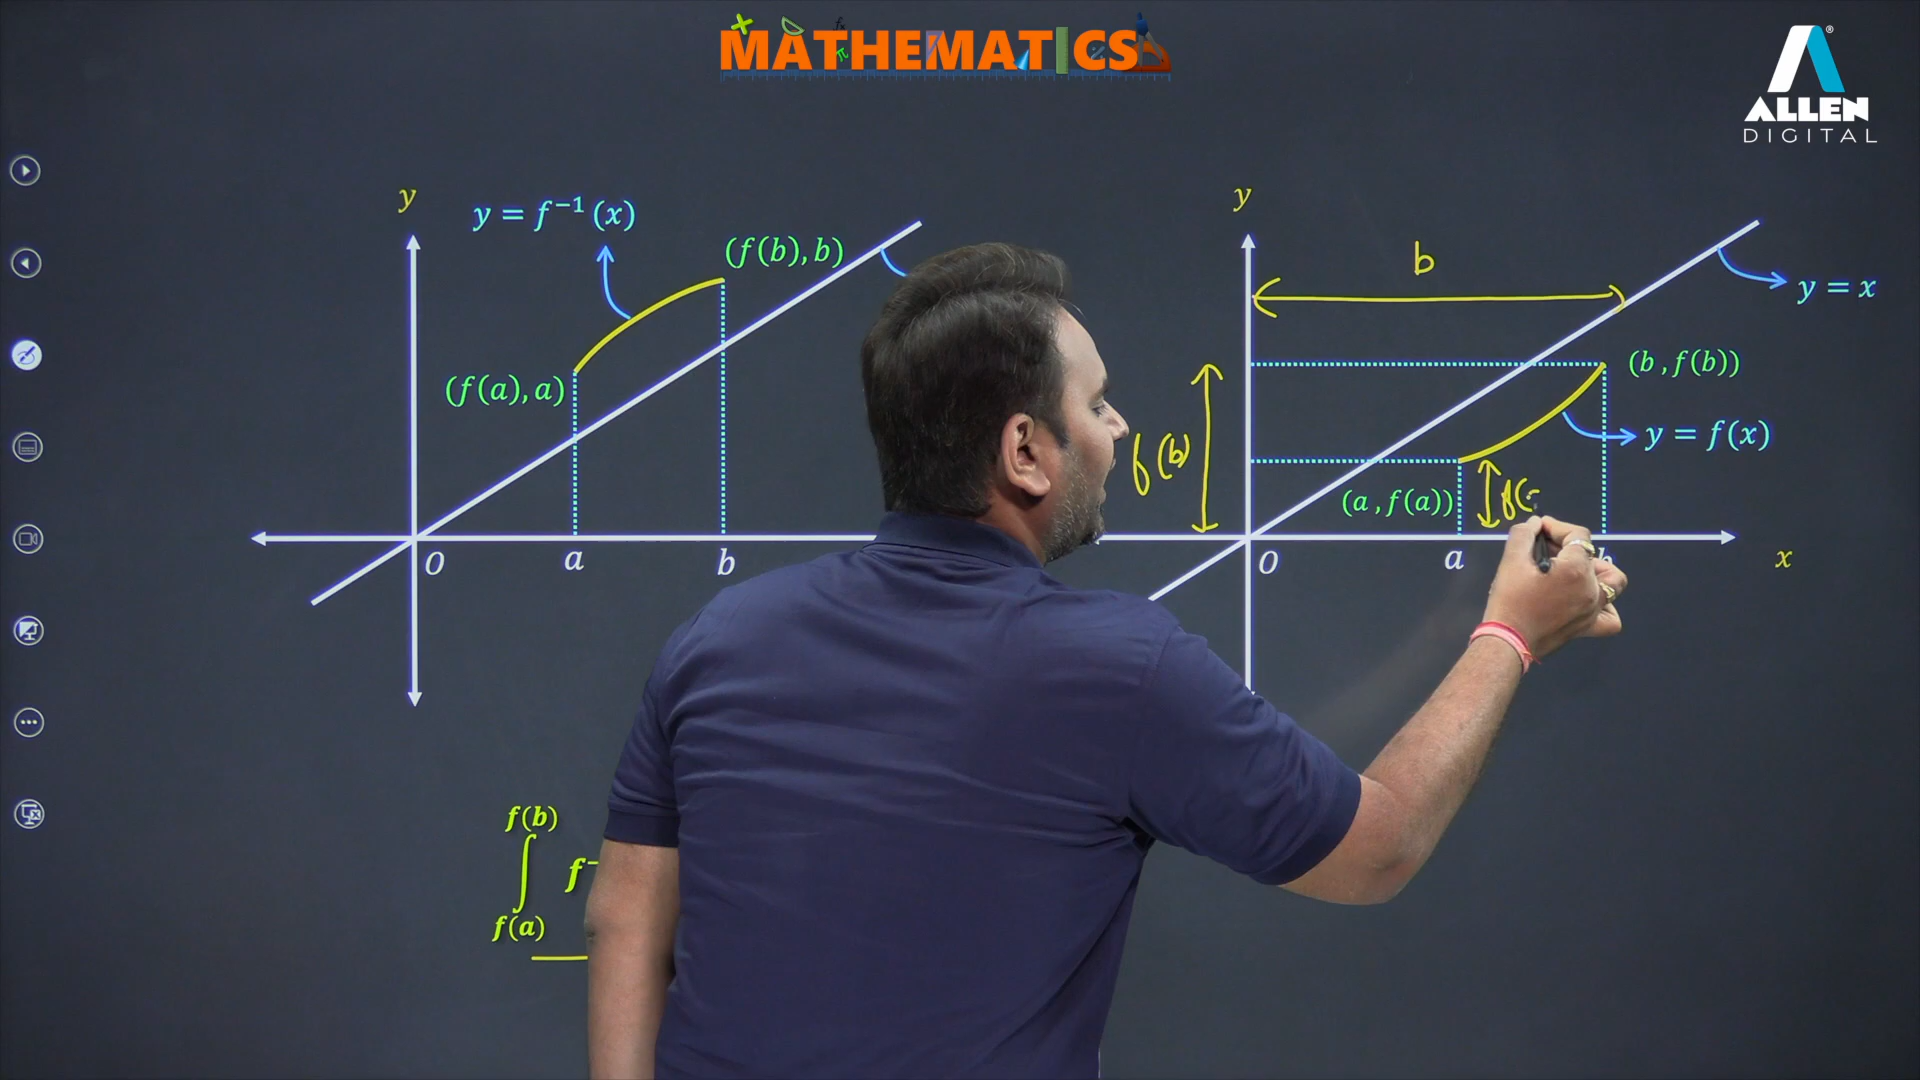 MATHEMATICS
ALLEN
DIGITAL
y
y = f⁻¹ (x)
(f(b), b)
(f(a), a)
O
a
b
y
b
y = x
(b , f(b))
y = f(x)
f(b)
(a , f(a))
f(
O
a
x
f(b)
∫ f⁻
f(a)